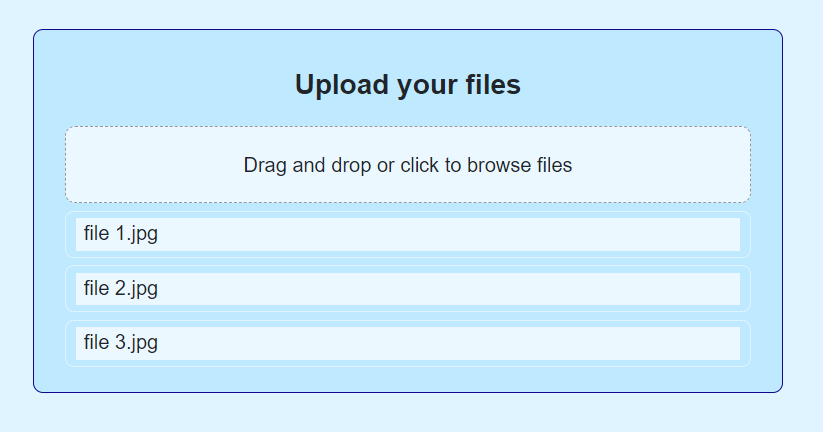 Upload your files
Drag and drop or click to browse files
file 1.jpg
file 2.jpg
file 3.jpg